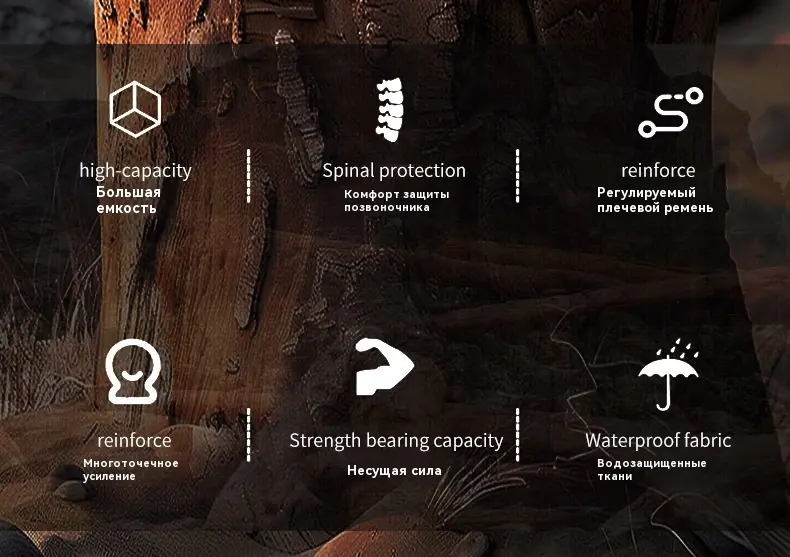 high-capacity
Большая
емкость
Spinal protection
Комфорт защиты
позвоночника
reinforce
Регулируемый
плечевой ремень
reinforce
Многоточечное
усиление
Strength bearing capacity
Несущая сила
Waterproof fabric
Водозащищенные
ткани